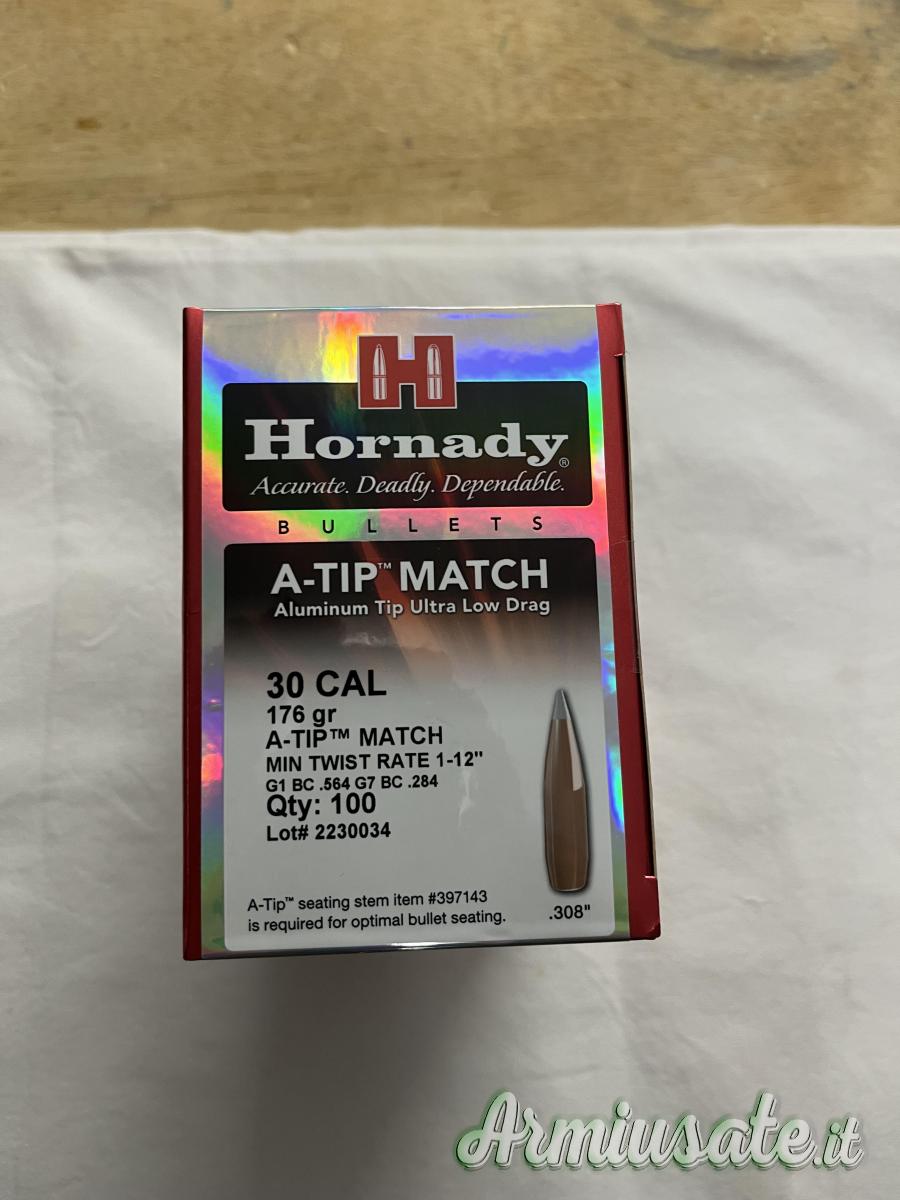 H
Hornady®
Accurate. Deadly. Dependable.
BULLETS
A-TIP™ MATCH
Aluminum Tip Ultra Low Drag
30 CAL
176 gr
A-TIP™ MATCH
MIN TWIST RATE 1-12"
G1 BC .564 G7 BC .284
Qty: 100
Lot# 2230034
A-Tip™ seating stem item #397143
is required for optimal bullet seating.
.308"
Armiusate.it